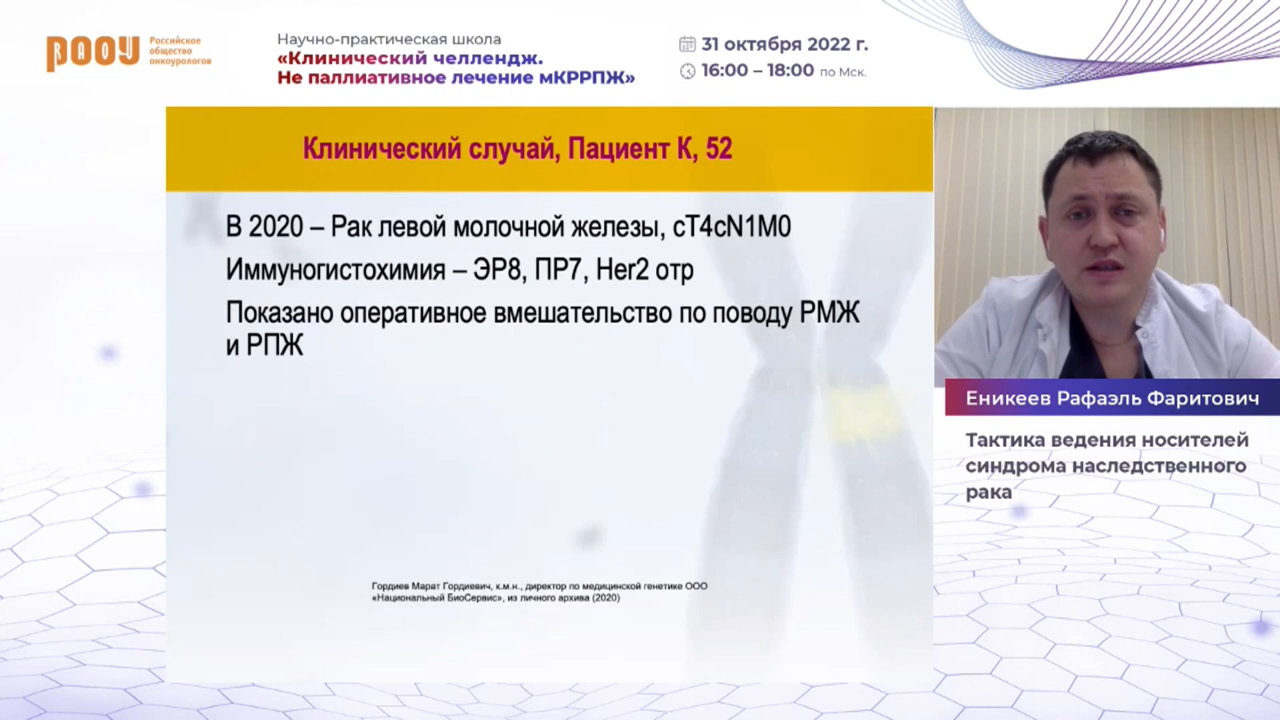 РАОУ
Российское
общество
онкоурологов
Научно-практическая школа
«Клинический челлендж.
Не паллиативное лечение мКРРПЖ»
31 октября 2022 г.
16:00 – 18:00 по Мск.
Клинический случай, Пациент К, 52
В 2020 – Рак левой молочной железы, cT4cN1M0
Иммуногистохимия – ЭР8, ПР7, Her2 отр
Показано оперативное вмешательство по поводу РМЖ
и РПЖ
Гордиев Марат Гордиевич, к.м.н., директор по медицинской генетике ООО
«Национальный БиоСервис», из личного архива (2020)
Еникеев Рафаэль Фаритович
Тактика ведения носителей
синдрома наследственного
рака